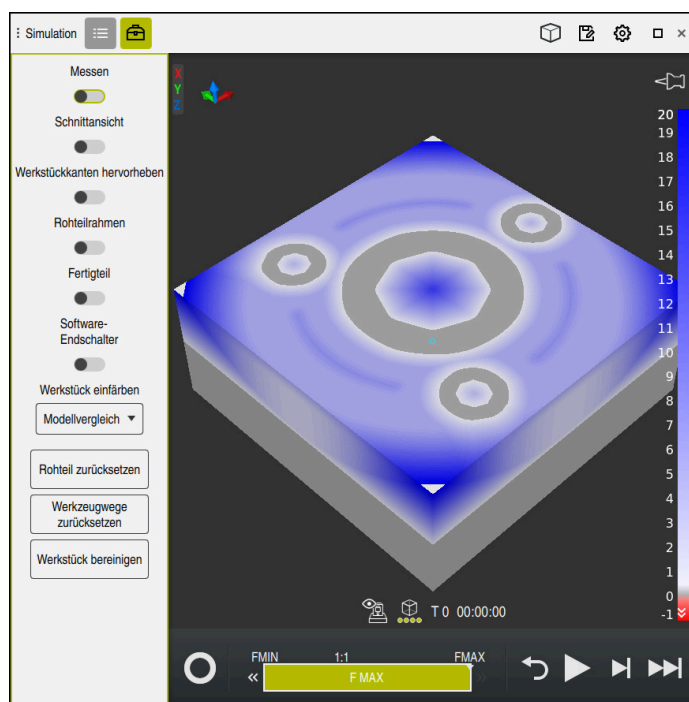 Simulation
Messen
Schnittansicht
Werkstückkanten hervorheben
Rohteilrahmen
Fertigteil
Software-
Endschalter
Werkstück einfärben
Modellvergleich
Rohteil zurücksetzen
Werkzeugwege
zurücksetzen
Werkstück bereinigen
X
Y
Z
20
19
18
17
16
15
14
13
12
11
10
9
8
7
6
5
4
3
2
1
0
-1
T 0 00:00:00
FMIN 1:1 FMAX
F MAX